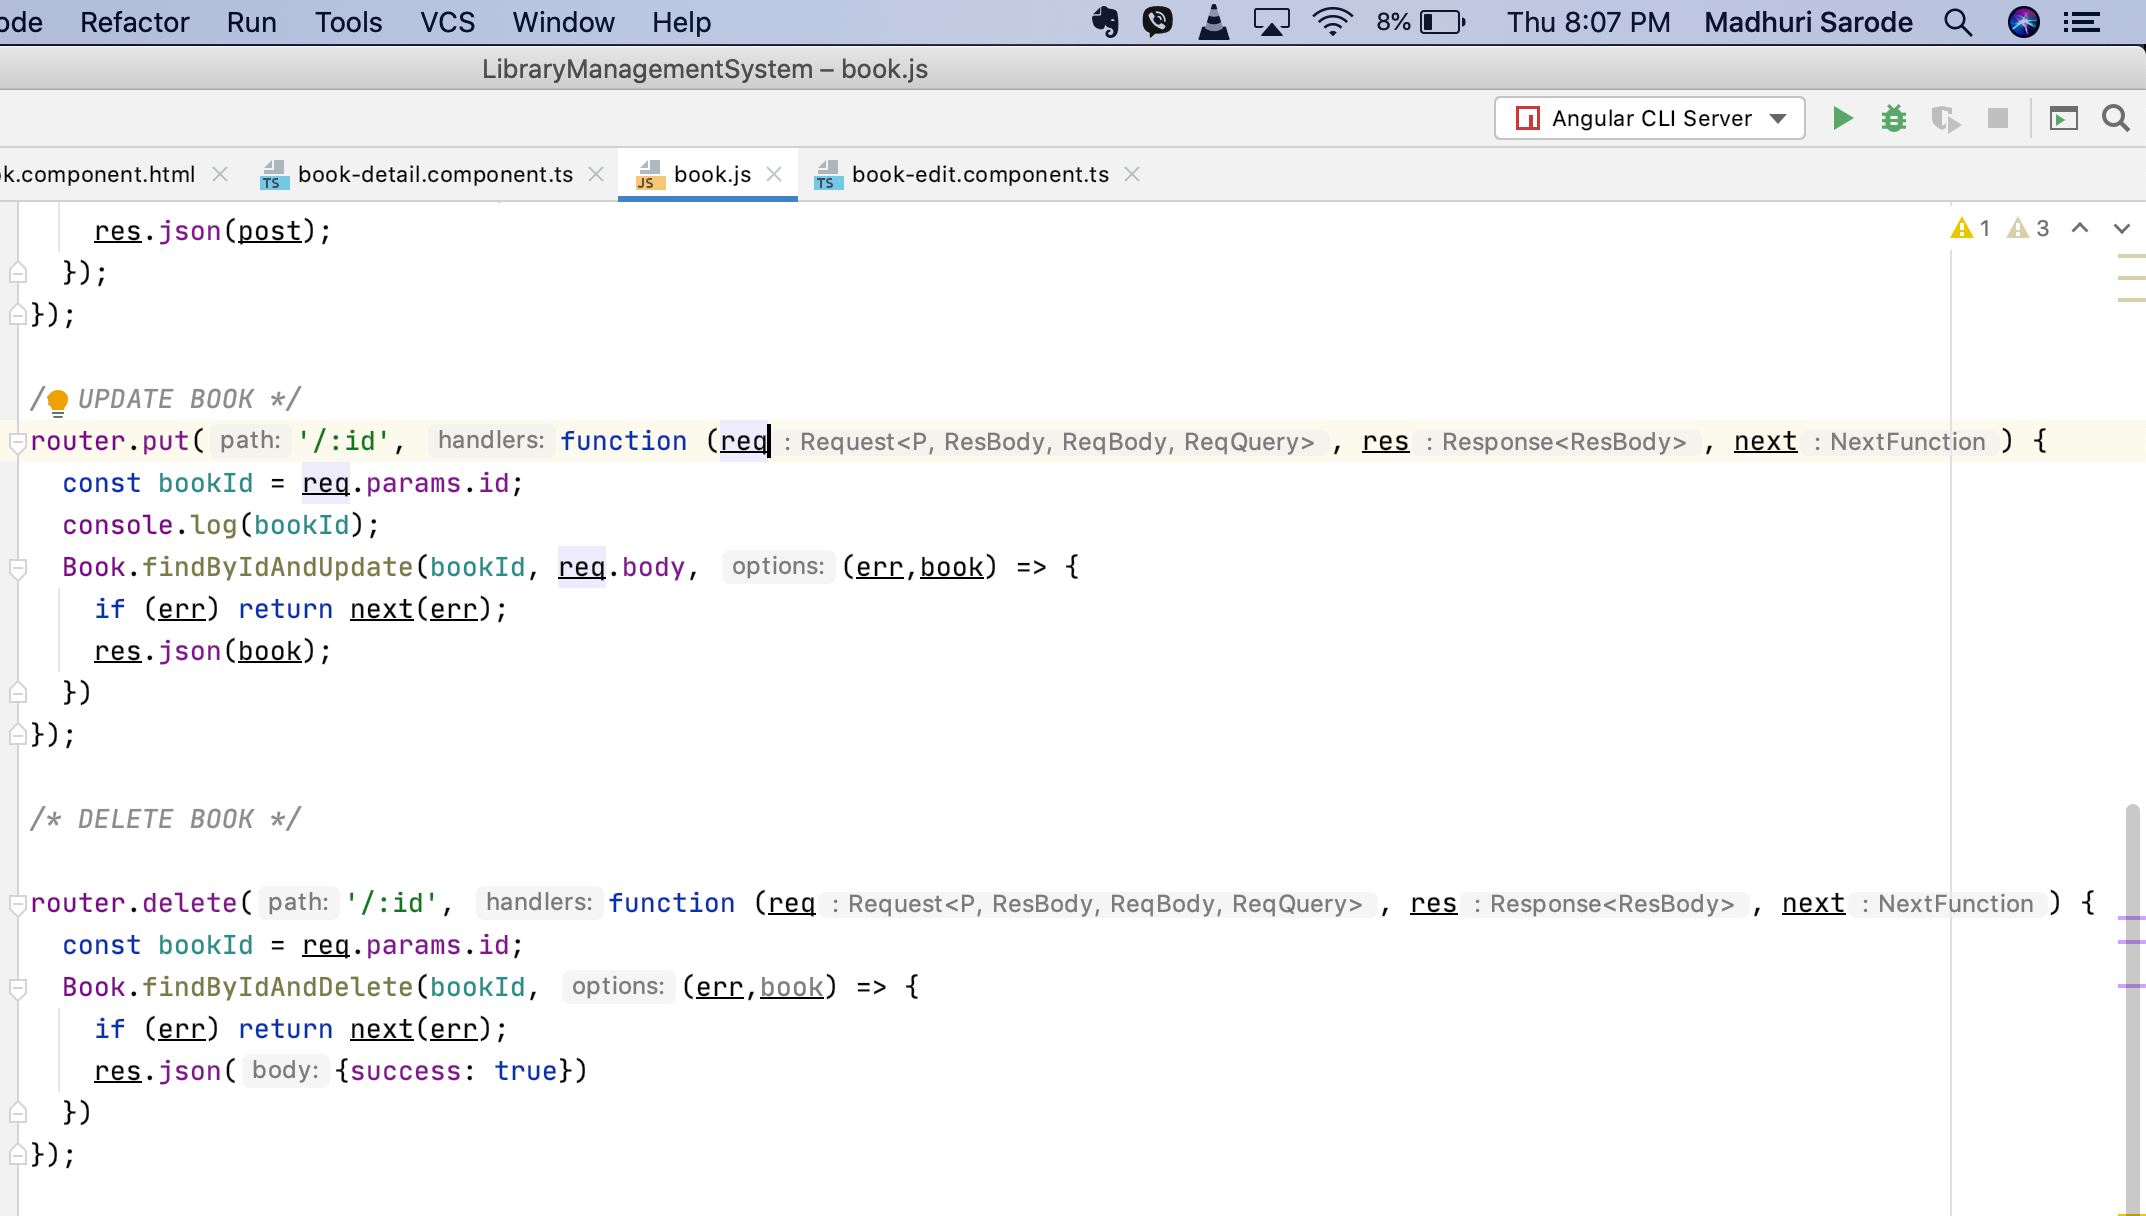 ode Refactor Run Tools VCS Window Help 8% Thu 8:07 PM Madhuri Sarode
LibraryManagementSystem – book.js
Angular CLI Server
k.component.html book-detail.component.ts book.js book-edit.component.ts
res.json(post);
1 3
});
});
/ UPDATE BOOK */
router.put( path: '/:id', handlers: function (req : Request<P, ResBody, ReqBody, ReqQuery> , res : Response<ResBody> , next : NextFunction ) {
const bookId = req.params.id;
console.log(bookId);
Book.findByIdAndUpdate(bookId, req.body, options: (err,book) => {
if (err) return next(err);
res.json(book);
})
});
/* DELETE BOOK */
router.delete( path: '/:id', handlers: function (req : Request<P, ResBody, ReqBody, ReqQuery> , res : Response<ResBody> , next : NextFunction ) {
const bookId = req.params.id;
Book.findByIdAndDelete(bookId, options: (err,book) => {
if (err) return next(err);
res.json( body: {success: true})
})
});